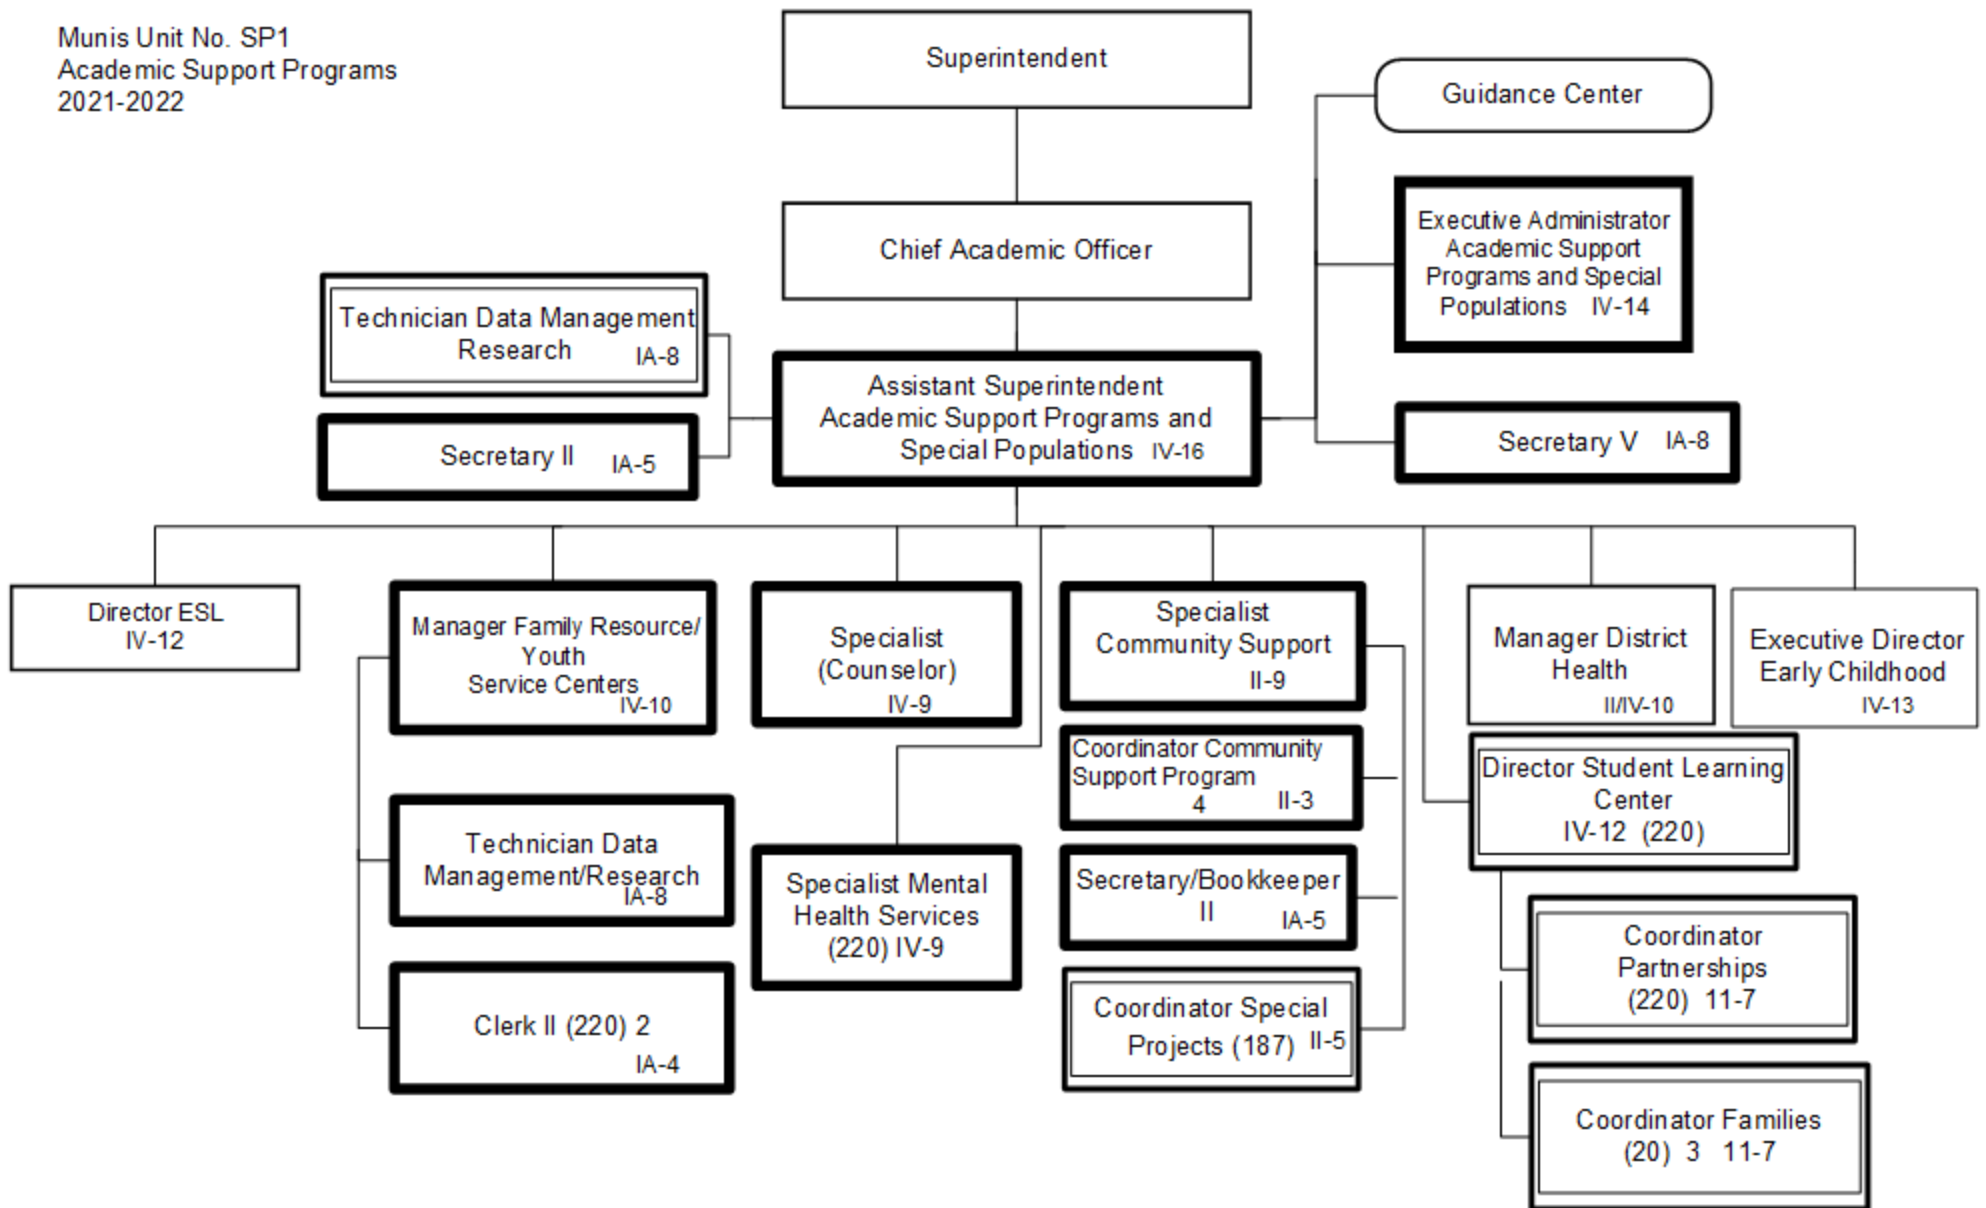 Munis Unit No. SP1
Academic Support Programs
2021-2022
Superintendent
Guidance Center
Executive Administrator
Academic Support
Programs and Special
Populations IV-14
Chief Academic Officer
Technician Data Management
Research IA-8
Assistant Superintendent
Academic Support Programs and
Special Populations IV-16
Secretary II IA-5
Secretary V IA-8
Director ESL
IV-12
Manager Family Resource/
Youth
Service Centers
IV-10
Specialist
(Counselor)
IV-9
Specialist
Community Support
II-9
Manager District
Health
II/IV-10
Executive Director
Early Childhood
IV-13
Coordinator Community
Support Program
4 II-3
Director Student Learning
Center
IV-12 (220)
Technician Data
Management/Research
IA-8
Specialist Mental
Health Services
(220) IV-9
Secretary/Bookkeeper
II IA-5
Coordinator
Partnerships
(220) 11-7
Clerk II (220) 2
IA-4
Coordinator Special
Projects (187) II-5
Coordinator Families
(20) 3 11-7